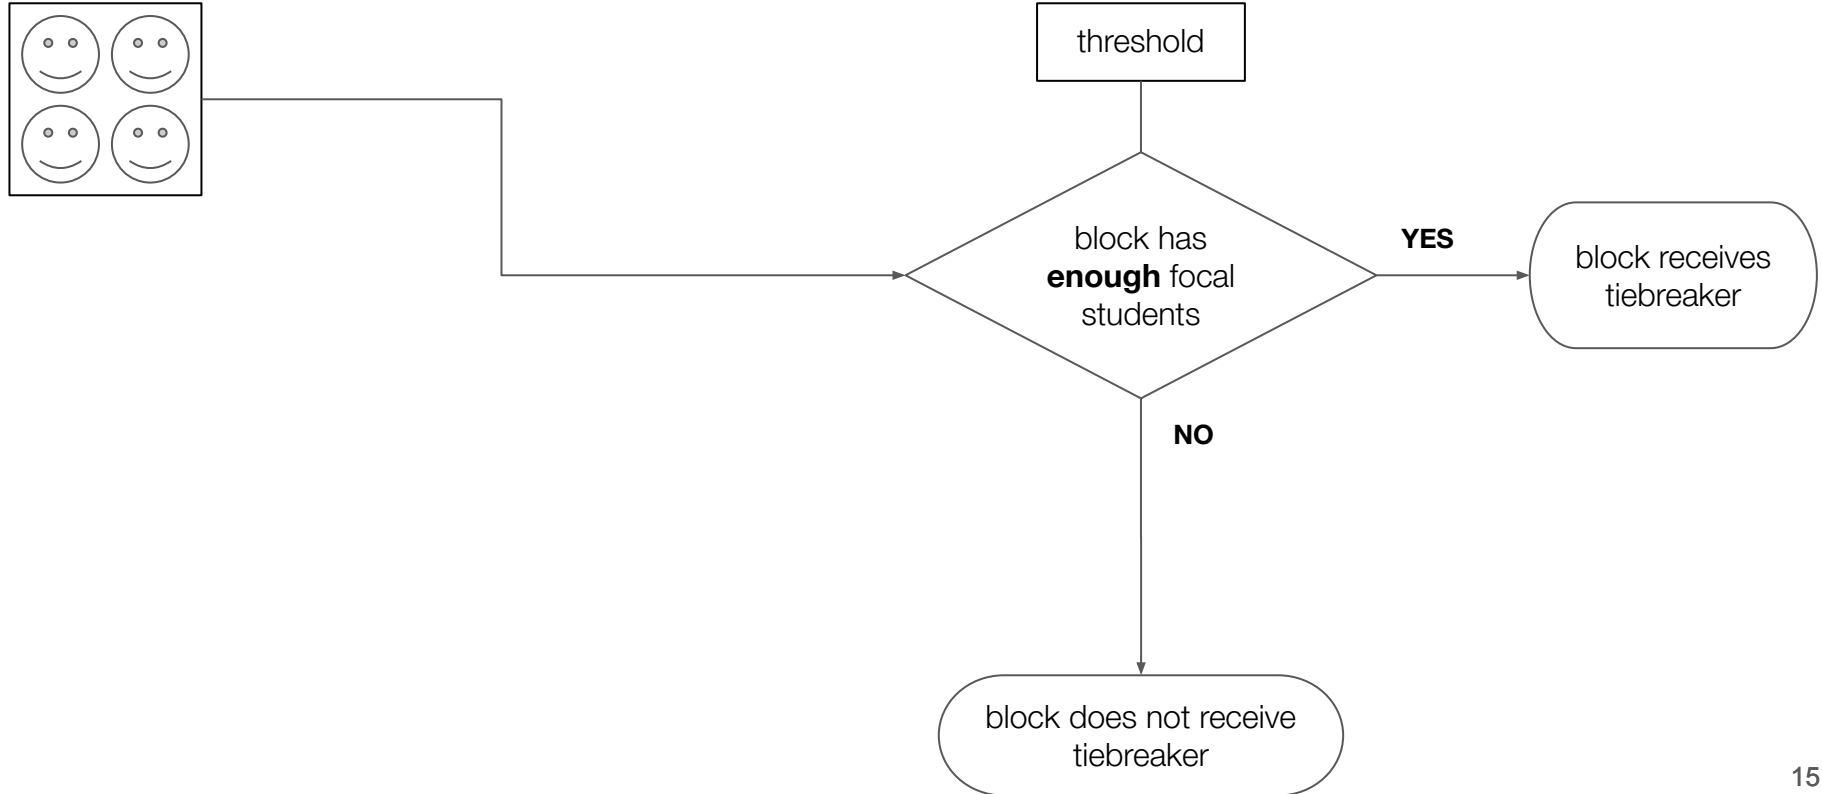 threshold
block has
enough focal
students
YES
block receives
tiebreaker
NO
block does not receive
tiebreaker
15